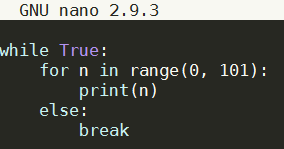 GNU nano 2.9.3
while True:
    for n in range(0, 101):
        print(n)
    else:
        break